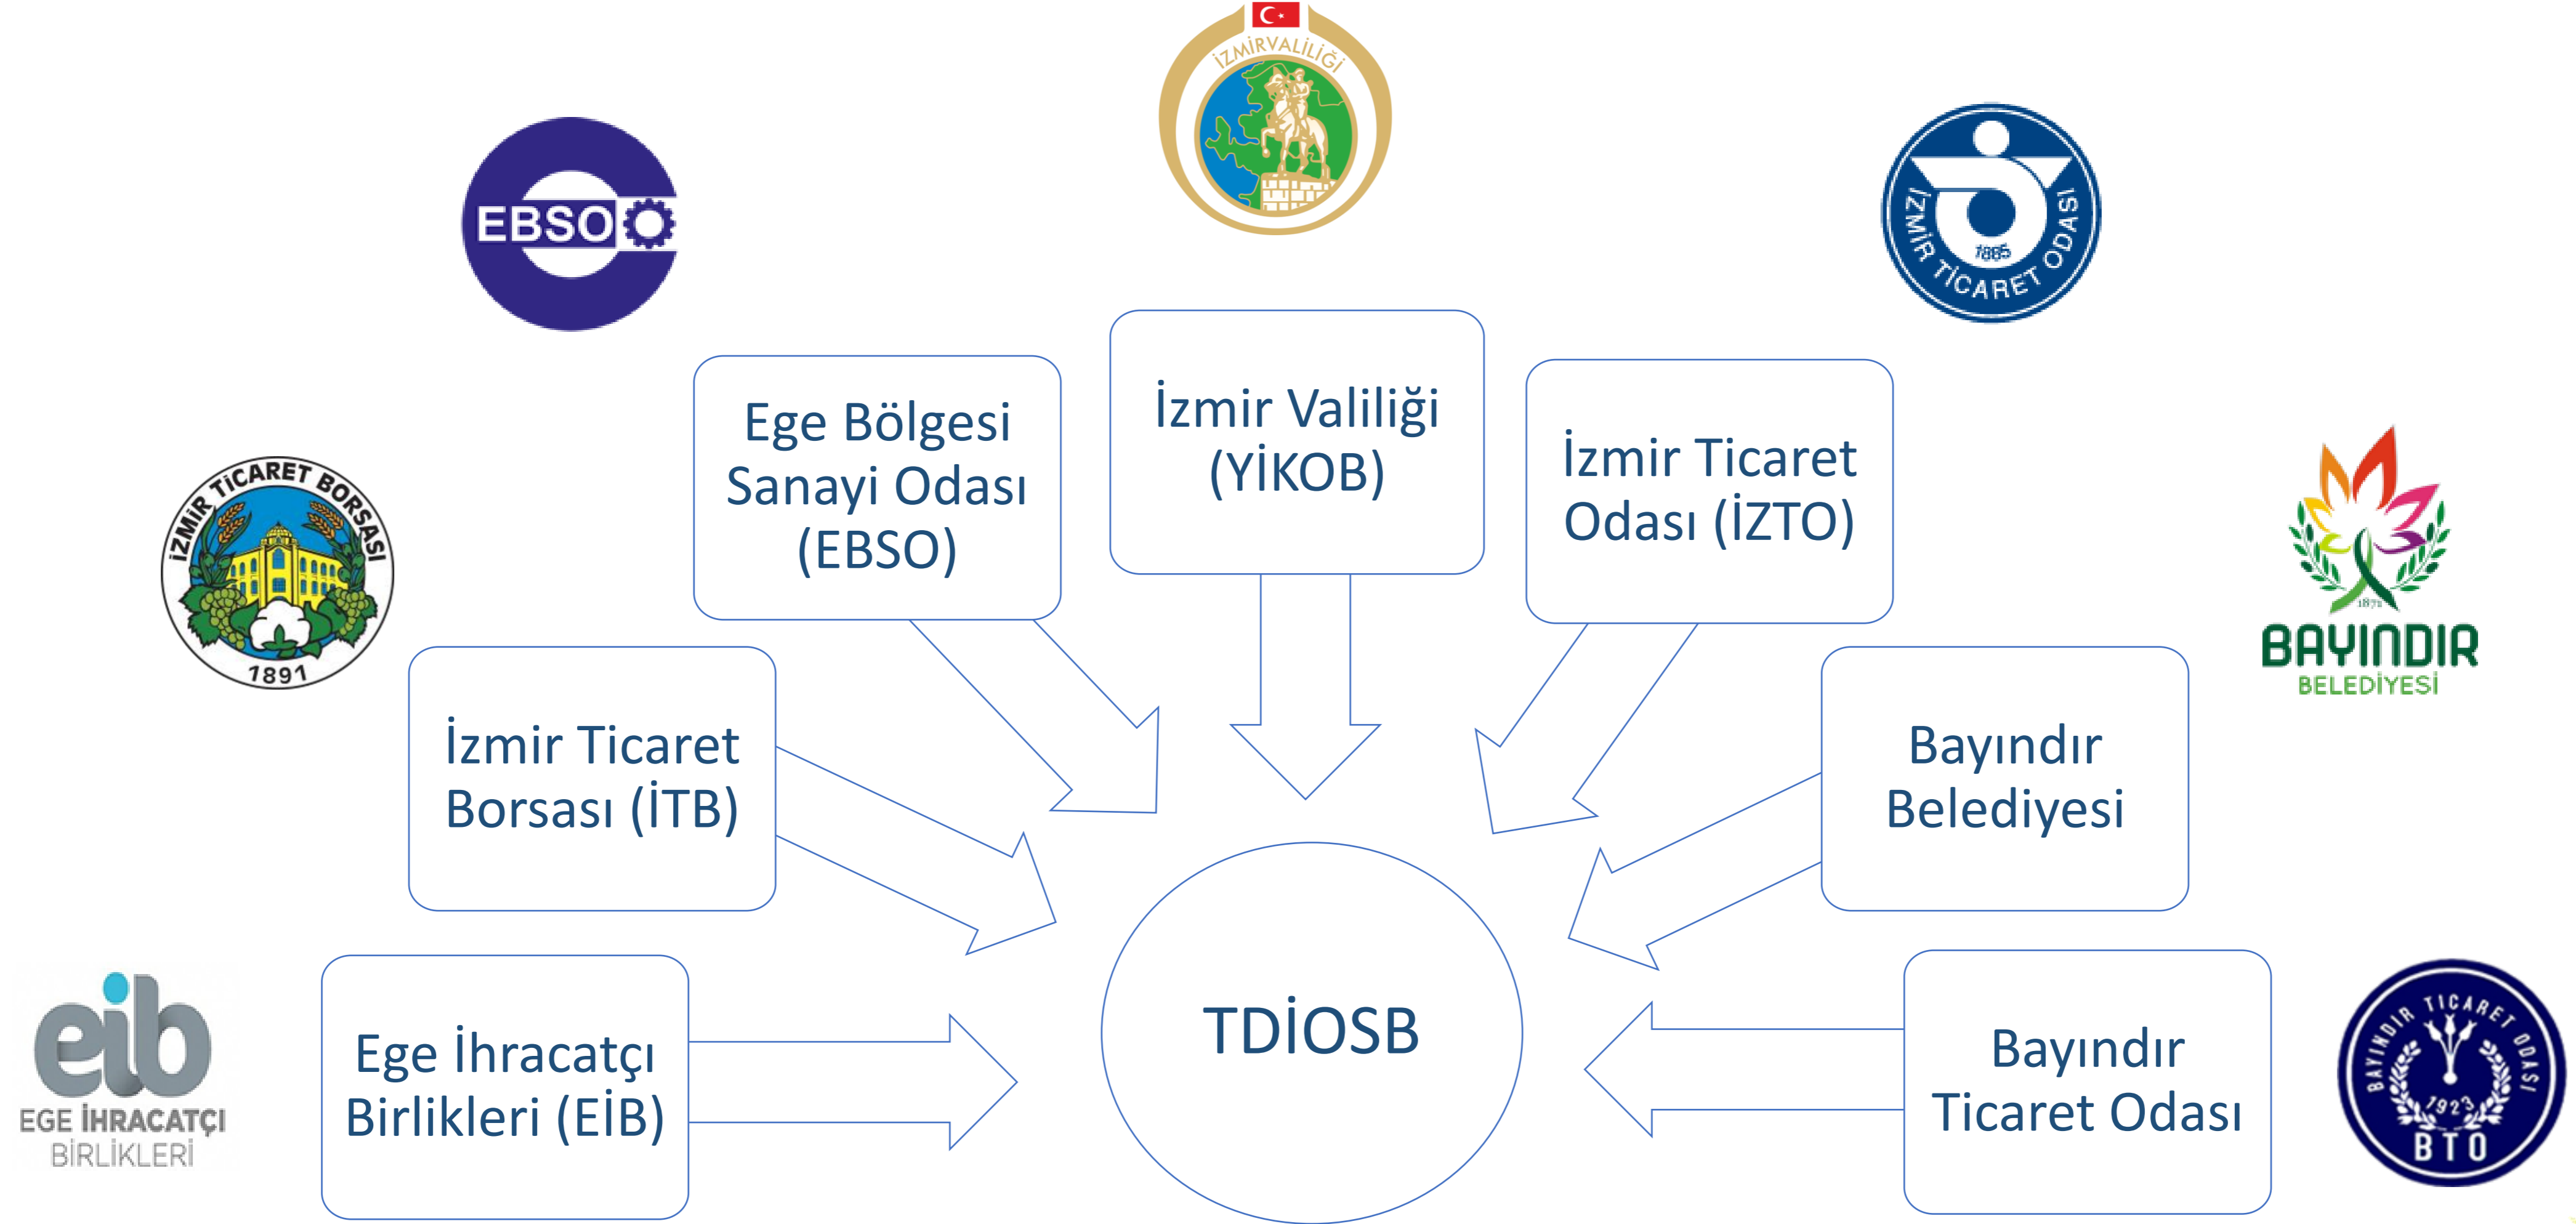 İZMİR VALİLİĞİ
EBSO
İZMİR TİCARET ODASI
1885
İzmir Valiliği
(YİKOB)
Ege Bölgesi
Sanayi Odası
(EBSO)
İzmir Ticaret
Odası (İZTO)
İZMİR TİCARET BORSASI
1891
1871
BAYINDIR
BELEDİYESİ
İzmir Ticaret
Borsası (İTB)
Bayındır
Belediyesi
eib
EGE İHRACATÇI
BİRLİKLERİ
Ege İhracatçı
Birlikleri (EİB)
TDİOSB
Bayındır
Ticaret Odası
BAYINDIR TİCARET ODASI
1923
BTO